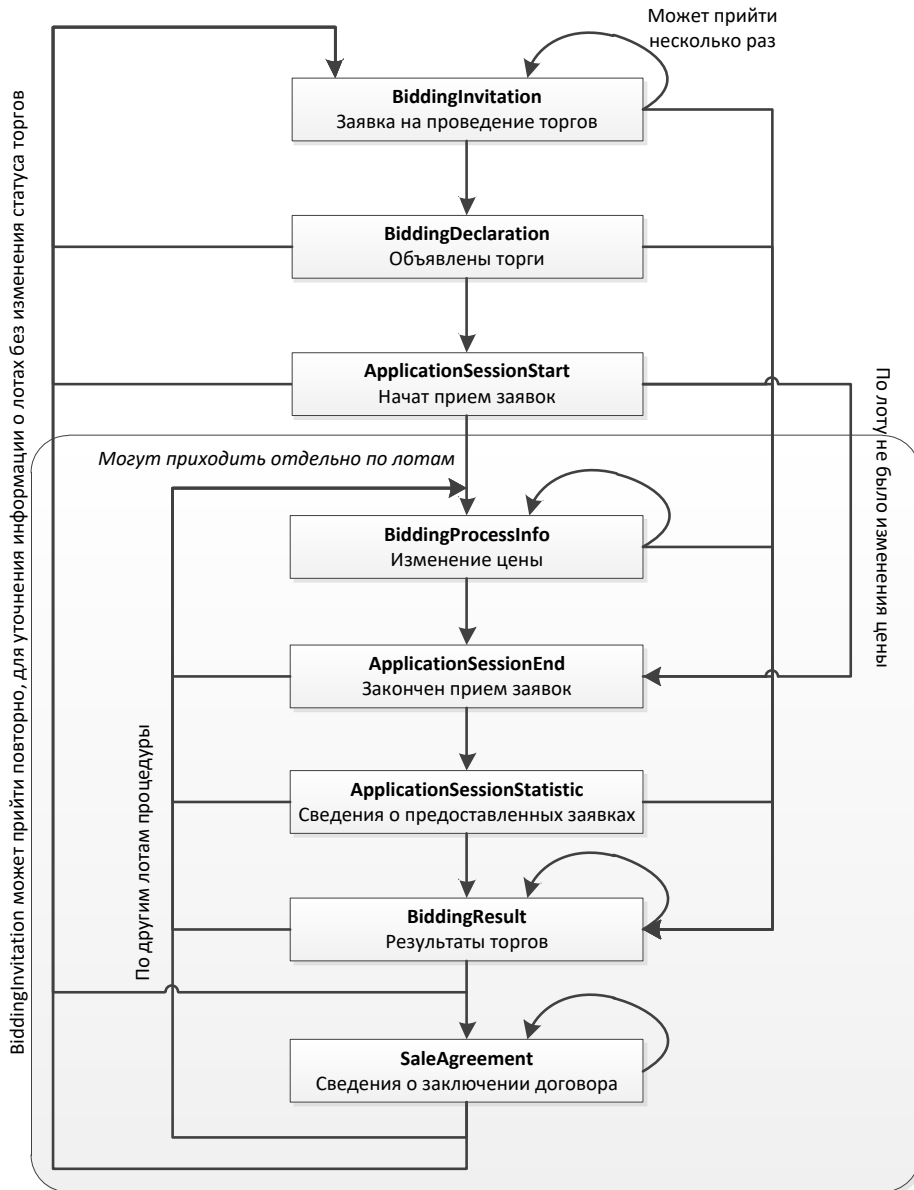 Может прийти
несколько раз
BiddingInvitation
Заявка на проведение торгов
BiddingDeclaration
Объявлены торги
ApplicationSessionStart
Начат прием заявок
Могут приходить отдельно по лотам
BiddingProcessInfo
Изменение цены
ApplicationSessionEnd
Закончен прием заявок
ApplicationSessionStatistic
Сведения о предоставленных заявках
BiddingResult
Результаты торгов
SaleAgreement
Сведения о заключении договора
BiddingInvitation может прийти повторно, для уточнения информации о лотах без изменения статуса торгов
По другим лотам процедуры
По лоту не было изменения цены